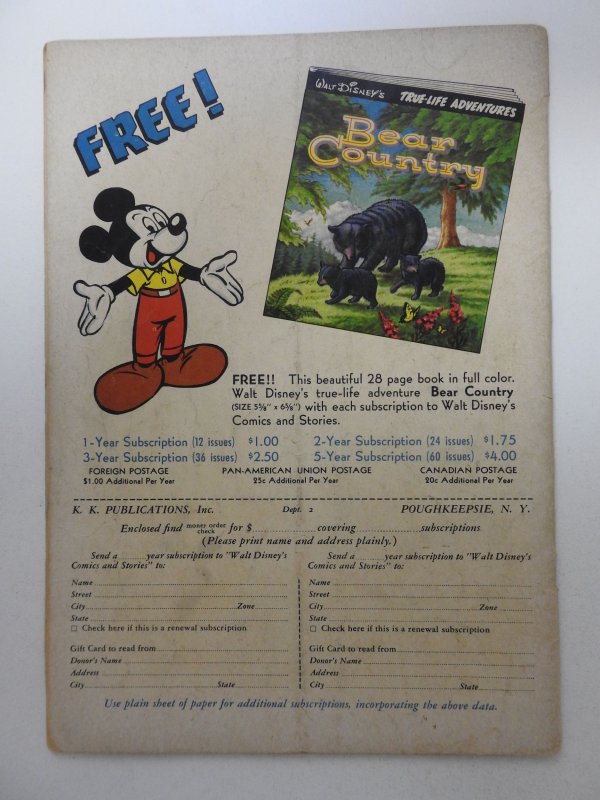 FREE!
WALT DISNEY'S
TRUE-LIFE ADVENTURES
Bear
Country
FREE!! This beautiful 28 page book in full color.
Walt Disney's true-life adventure Bear Country
(SIZE 5⅜" x 6⅝") with each subscription to Walt Disney's
Comics and Stories.
1-Year Subscription (12 issues) $1.00 2-Year Subscription (24 issues) $1.75
3-Year Subscription (36 issues) $2.50 5-Year Subscription (60 issues) $4.00
FOREIGN POSTAGE PAN-AMERICAN UNION POSTAGE CANADIAN POSTAGE
$1.00 Additional Per Year 25c Additional Per Year 20c Additional Per Year
K. K. PUBLICATIONS, Inc. Dept. 2 POUGHKEEPSIE, N. Y.
Enclosed find money order check for $ covering subscriptions
(Please print name and address plainly.)
Send a year subscription to "Walt Disney's
Comics and Stories" to:
Name
Street
City Zone
State
Check here if this is a renewal subscription
Gift Card to read from
Donor's Name
Address
City State
Send a year subscription to "Walt Disney's
Comics and Stories" to:
Name
Street
City Zone
State
Check here if this is a renewal subscription
Gift Card to read from
Donor's Name
Address
City State
Use plain sheet of paper for additional subscriptions, incorporating the above data.